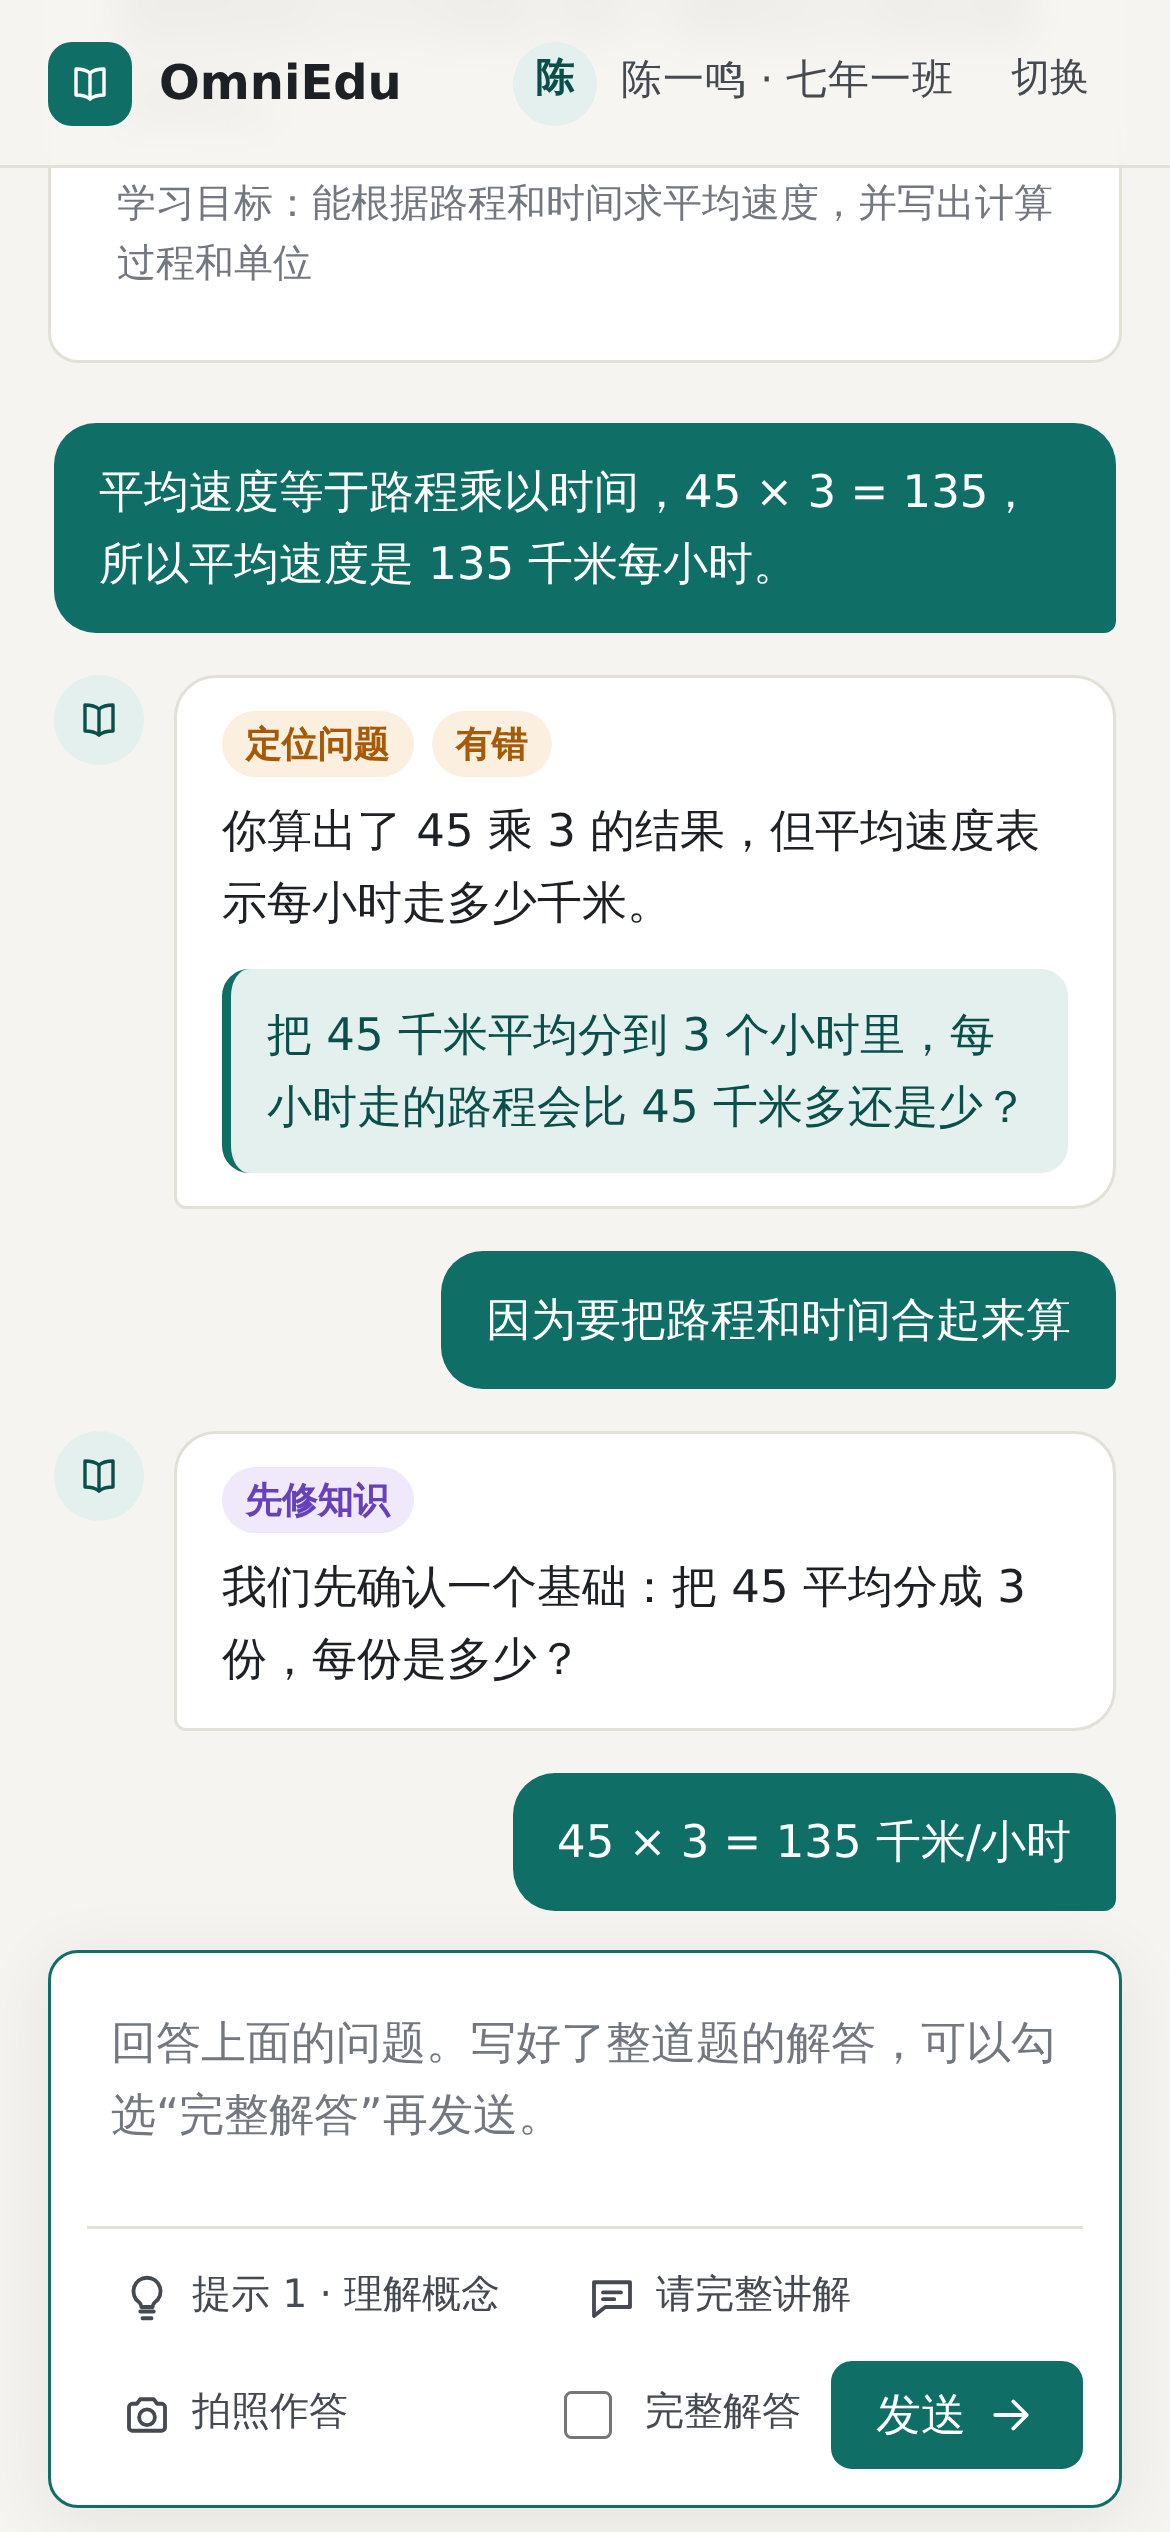 OmniEdu
陈 陈一鸣 · 七年一班 切换
学习目标：能根据路程和时间求平均速度，并写出计算
过程和单位
平均速度等于路程乘以时间，45 × 3 = 135，
所以平均速度是 135 千米每小时。
定位问题 有错
你算出了 45 乘 3 的结果，但平均速度表
示每小时走多少千米。
把 45 千米平均分到 3 个小时里，每
小时走的路程会比 45 千米多还是少？
因为要把路程和时间合起来算
先修知识
我们先确认一个基础：把 45 平均分成 3
份，每份是多少？
45 × 3 = 135 千米/小时
回答上面的问题。写好了整道题的解答，可以勾
选“完整解答”再发送。
提示 1 · 理解概念 请完整讲解
拍照作答 完整解答 发送 →